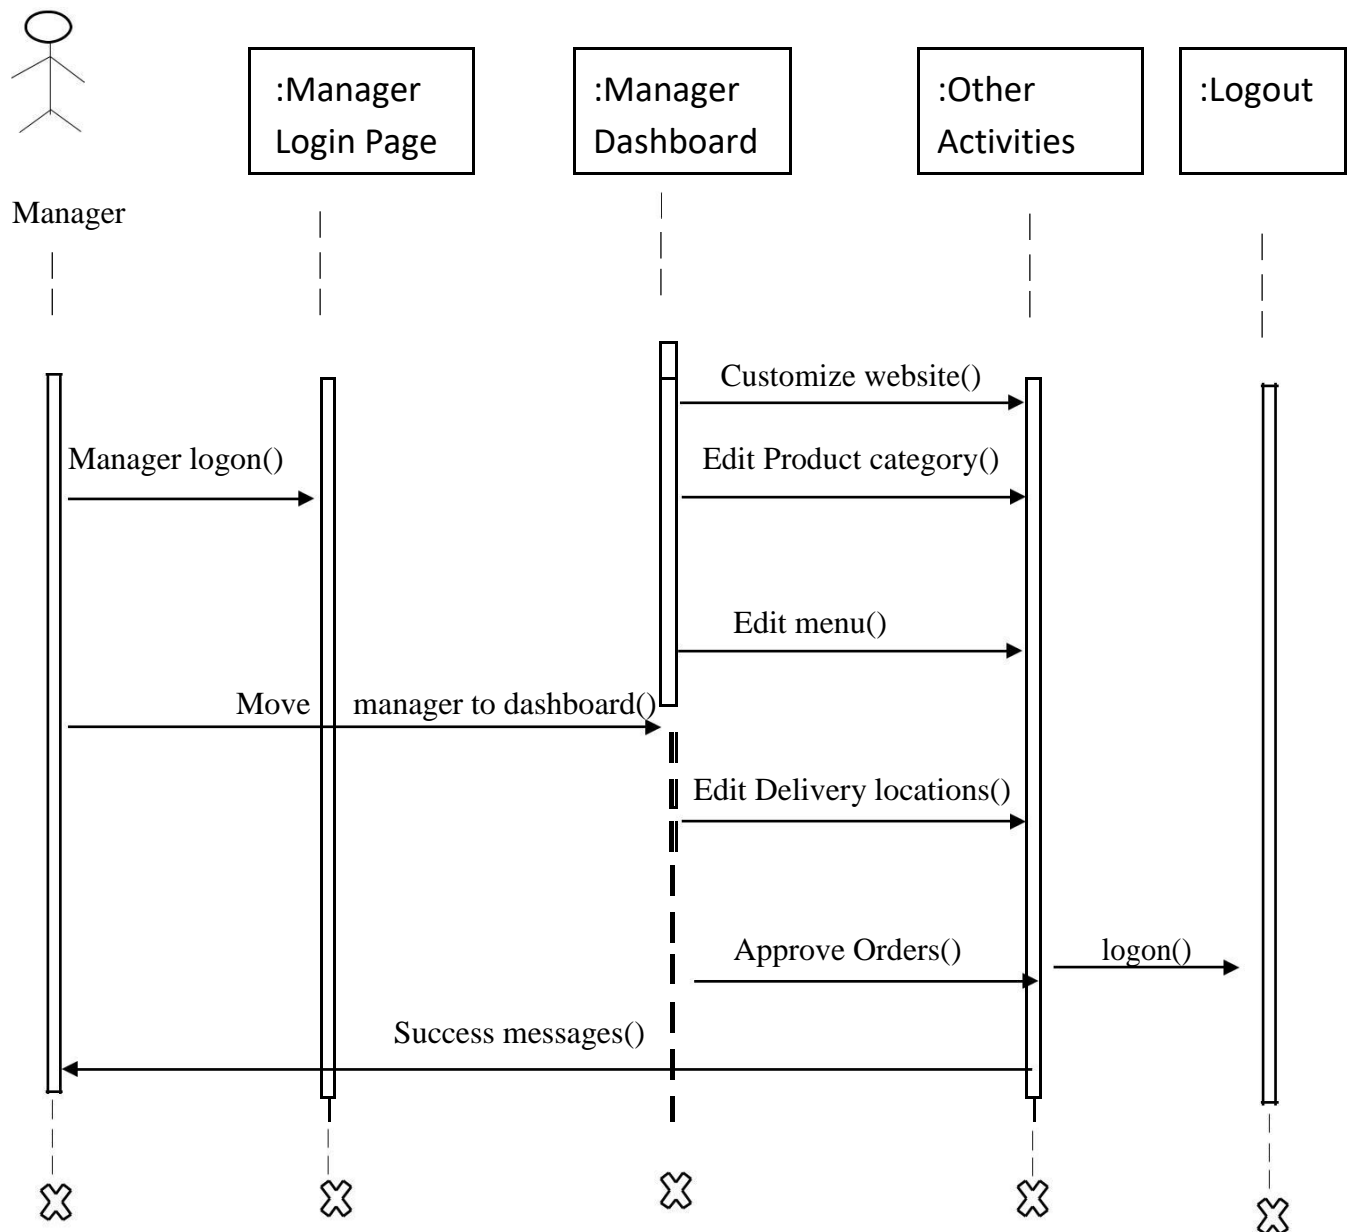 :Manager
Login Page
:Manager
Dashboard
:Other
Activities
:Logout
Manager
Customize website()
Manager logon()
Edit Product category()
Edit menu()
Move manager to dashboard()
Edit Delivery locations()
Approve Orders()
logon()
Success messages()